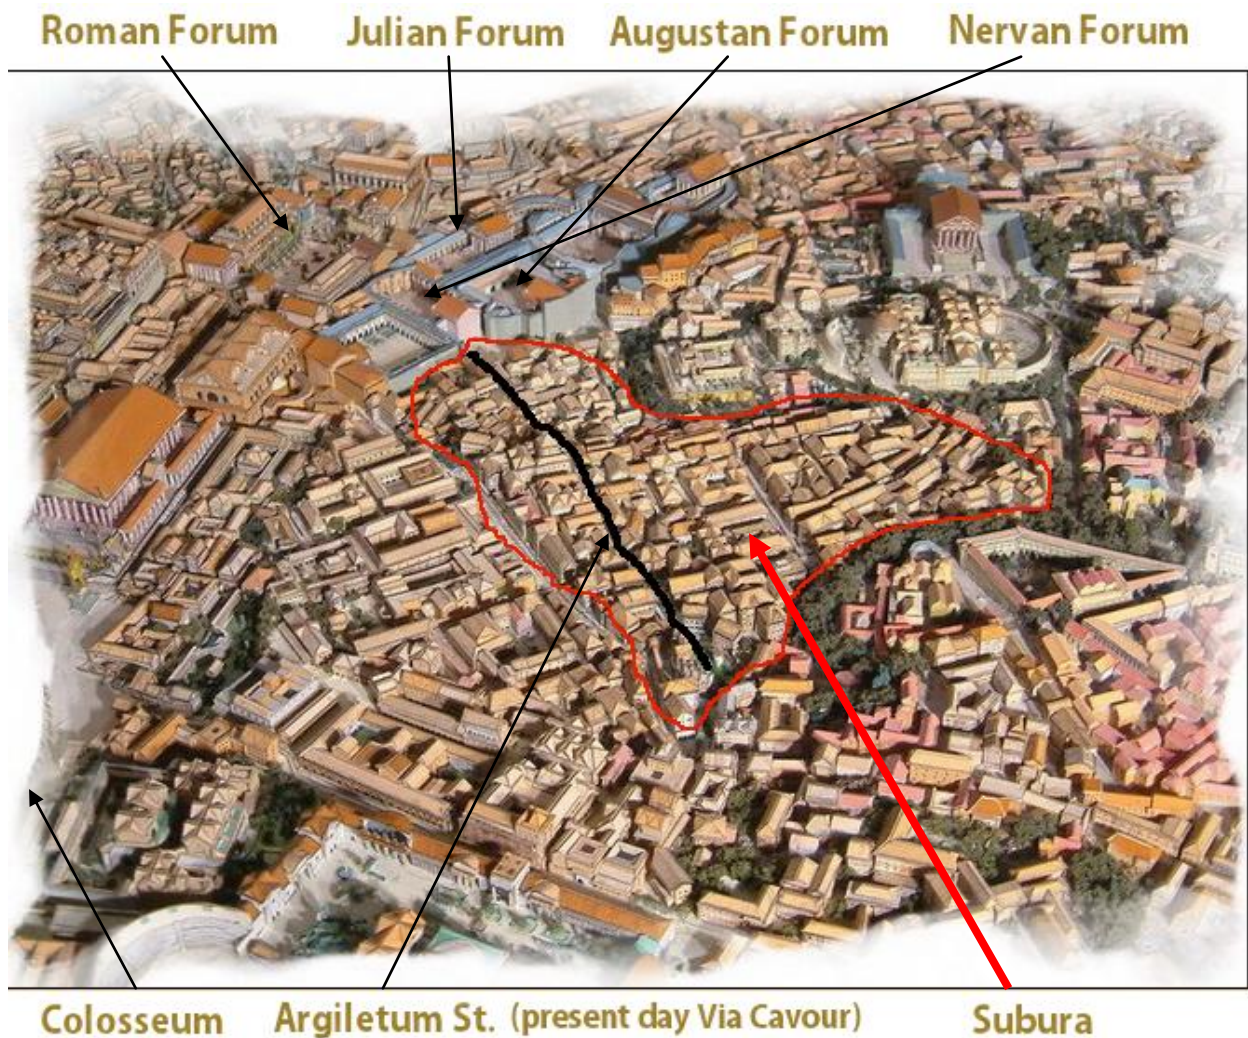 Roman Forum Julian Forum Augustan Forum Nervan Forum
Colosseum Argiletum St. (present day Via Cavour) Subura